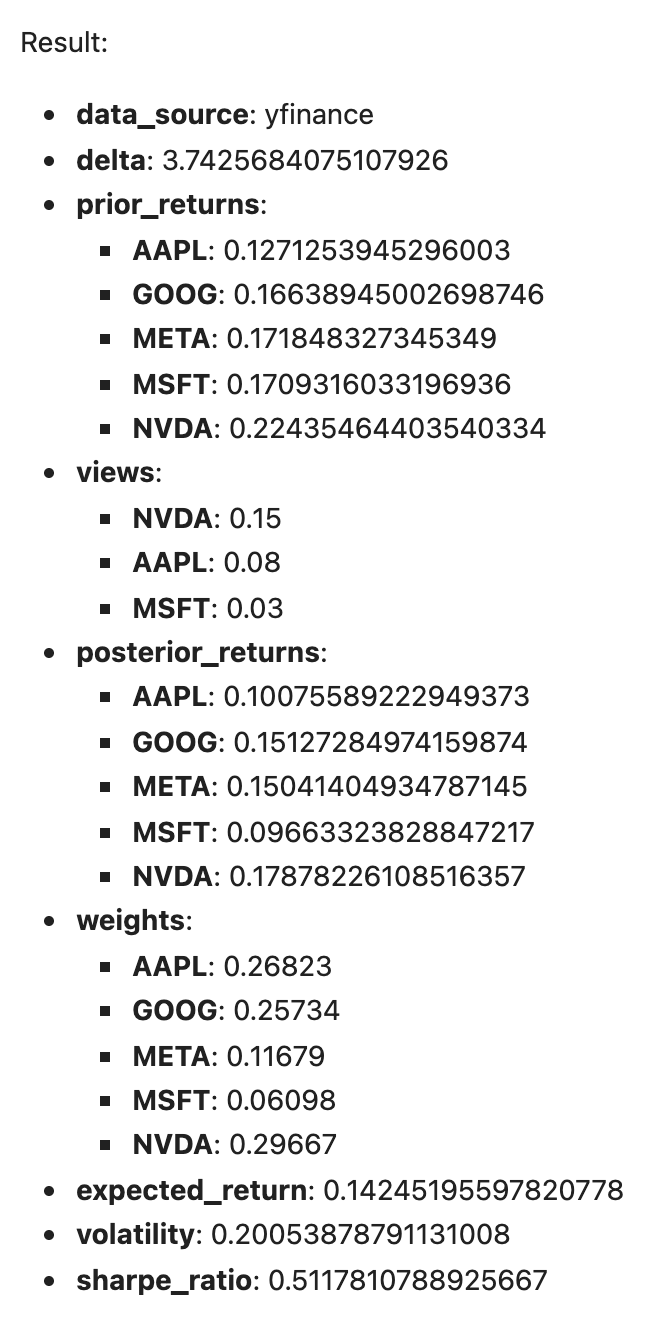 Result:
data_source: yfinance
delta: 3.7425684075107926
prior_returns:
AAPL: 0.1271253945296003
GOOG: 0.16638945002698746
META: 0.171848327345349
MSFT: 0.1709316033196936
NVDA: 0.22435464403540334
views:
NVDA: 0.15
AAPL: 0.08
MSFT: 0.03
posterior_returns:
AAPL: 0.10075589222949373
GOOG: 0.15127284974159874
META: 0.15041404934787145
MSFT: 0.09663323828847217
NVDA: 0.17878226108516357
weights:
AAPL: 0.26823
GOOG: 0.25734
META: 0.11679
MSFT: 0.06098
NVDA: 0.29667
expected_return: 0.14245195597820778
volatility: 0.20053878791131008
sharpe_ratio: 0.5117810788925667